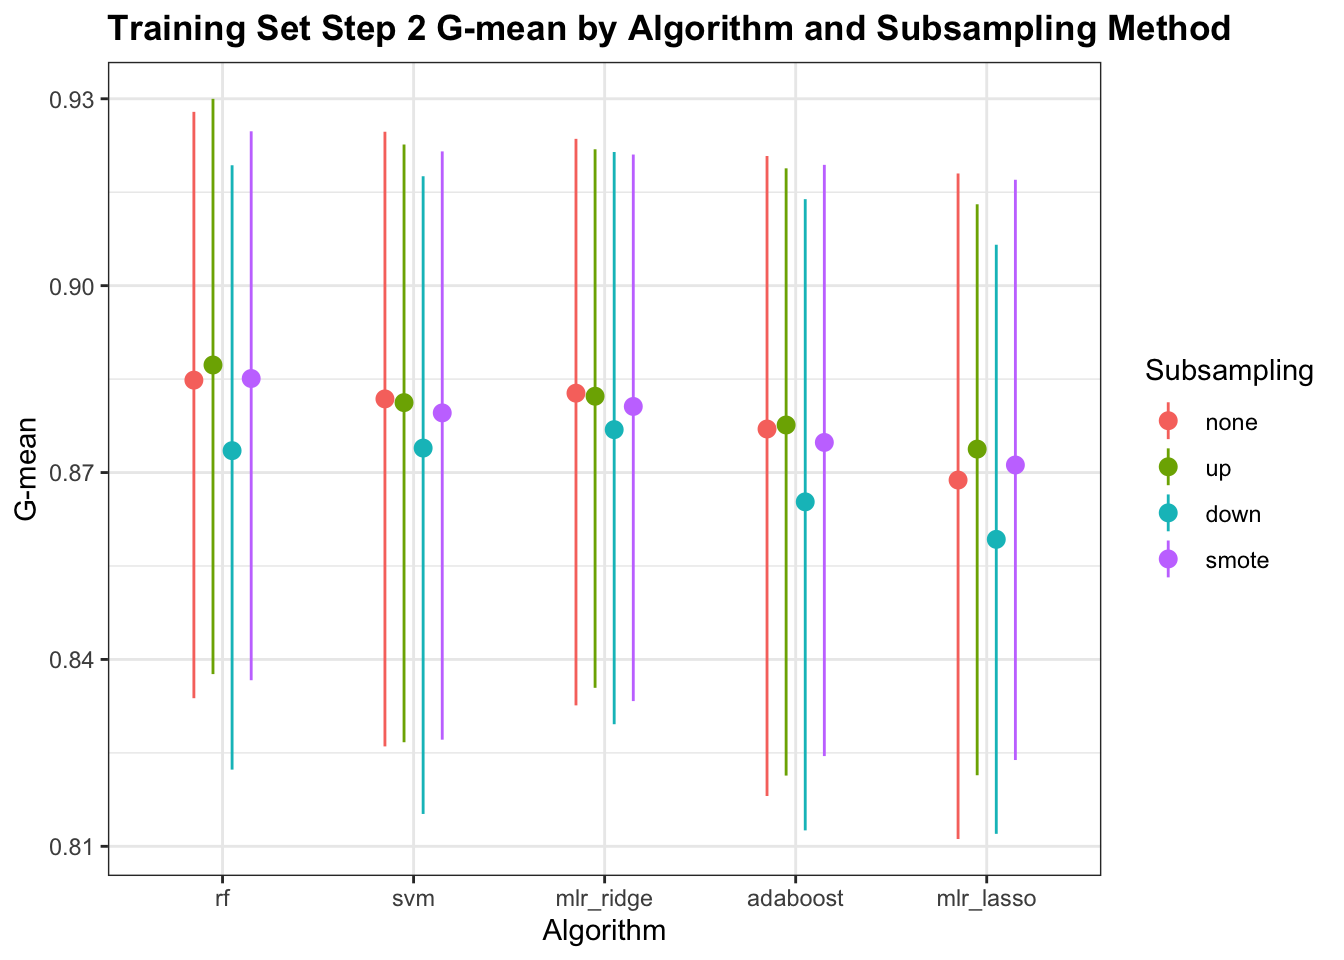 Training Set Step 2 G-mean by Algorithm and Subsampling Method
0.93
0.90
0.87
0.84
0.81
G-mean
rf
svm
mlr_ridge
adaboost
mlr_lasso
Algorithm
Subsampling
none
up
down
smote